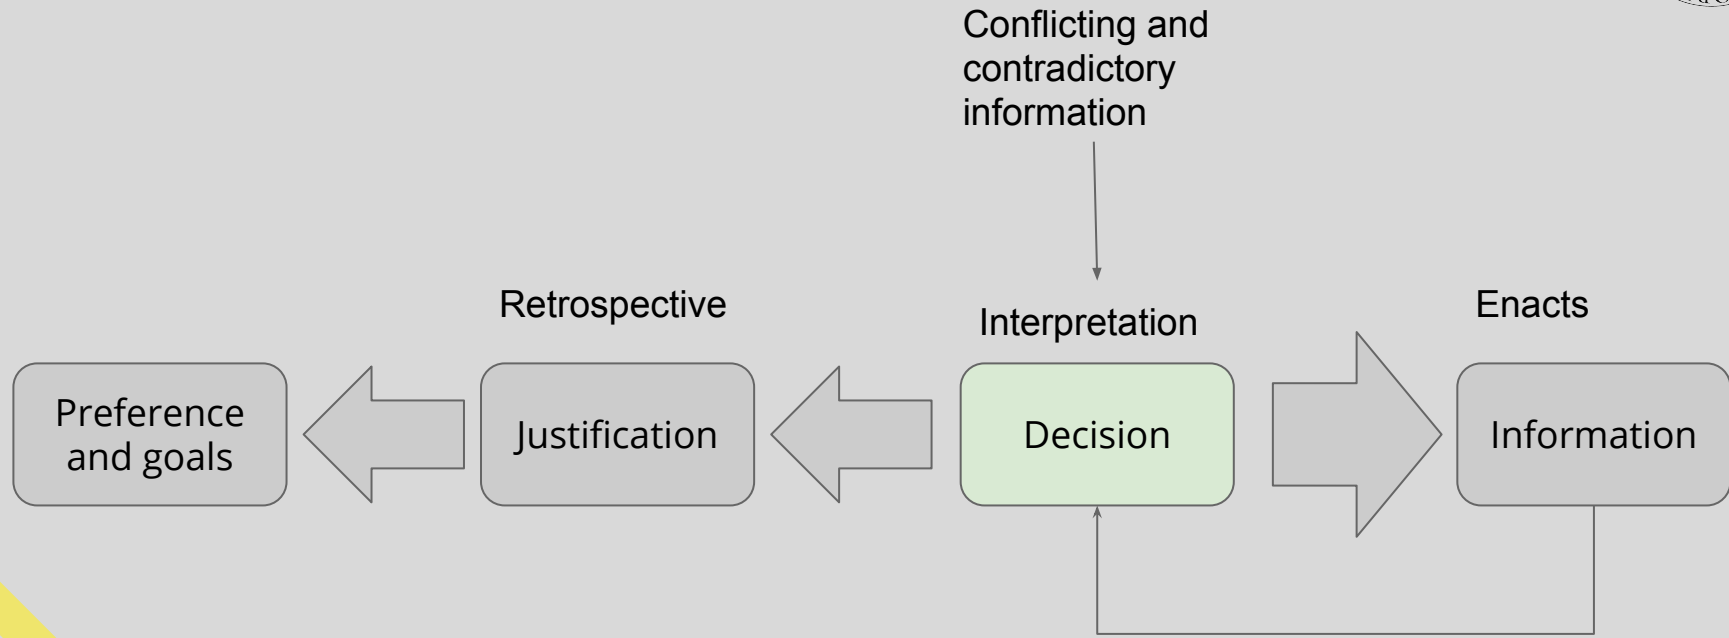 Conflicting and
contradictory
information
Retrospective
Interpretation
Enacts
Preference
and goals
Justification
Decision
Information